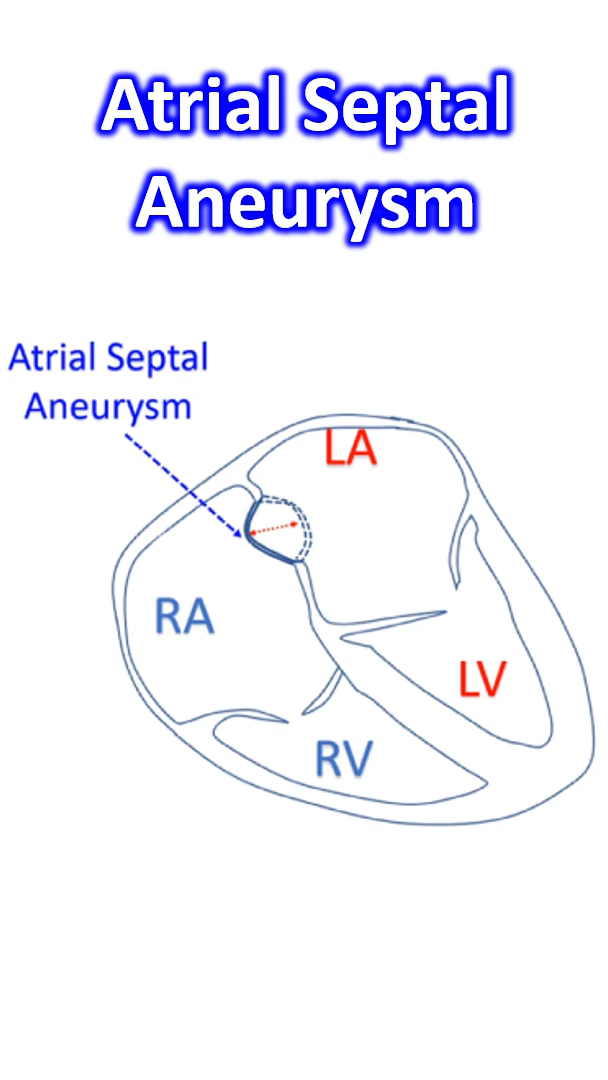 Atrial Septal
Aneurysm
Atrial Septal
Aneurysm
LA
RA
LV
RV